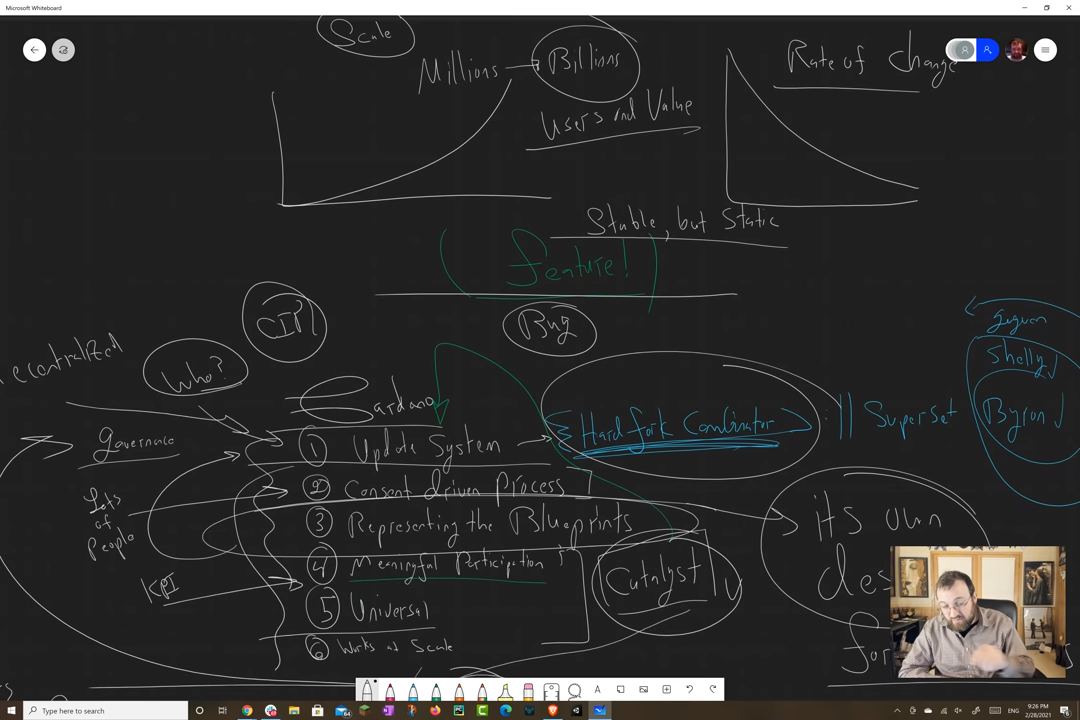 Microsoft Whiteboard
Scale
Millions
Billions
Users and Value
Rate of Change
Stable, but Static
Feature!
Bug
CIP
Who?
Cardano
Governance
① Update System
② Consent driven Process
③ Representing the Blueprints
④ Meaningful Participation
⑤ Universal
⑥ Works at Scale
Lots
of
People
KPI
Hard fork Combinator
SuperSet
goguen
Shelly
Byron
Catalyst
its own
Type here to search
64
9:26 PM
2/28/2021
6